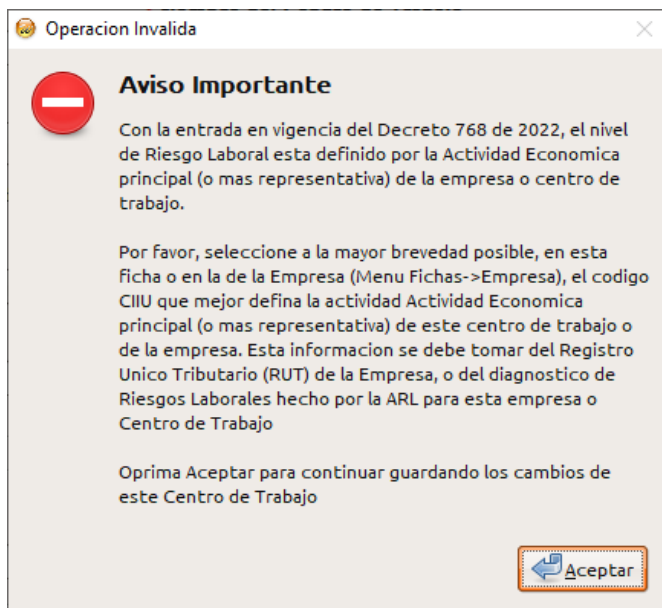 Operacion Invalida
Aviso Importante
Con la entrada en vigencia del Decreto 768 de 2022, el nivel
de Riesgo Laboral esta definido por la Actividad Economica
principal (o mas representativa) de la empresa o centro de
trabajo.
Por favor, seleccione a la mayor brevedad posible, en esta
ficha o en la de la Empresa (Menu Fichas->Empresa), el codigo
CIIU que mejor defina la actividad Actividad Economica
principal (o mas representativa) de este centro de trabajo o
de la empresa. Esta informacion se debe tomar del Registro
Unico Tributario (RUT) de la Empresa, o del diagnostico de
Riesgos Laborales hecho por la ARL para esta empresa o
Centro de Trabajo
Oprima Aceptar para continuar guardando los cambios de
este Centro de Trabajo
Aceptar